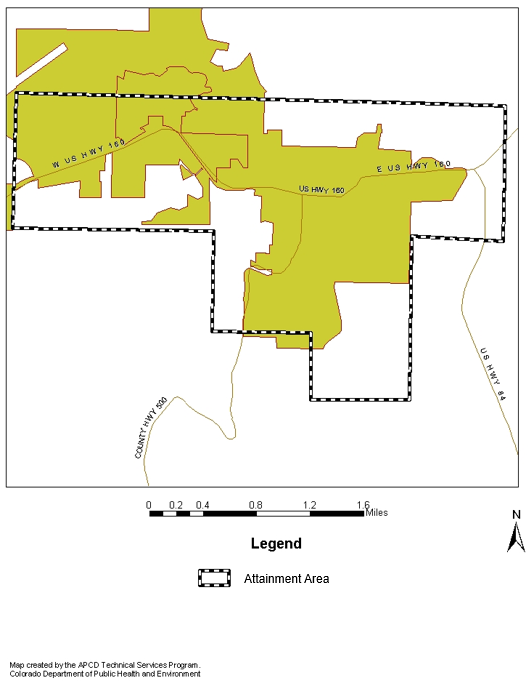 W US HWY 160
E US HWY 160
US HWY 160
US HWY 84
COUNTY HWY 500
0 0.2 0.4 0.8 1.2 1.6
Miles
N
Legend
Attainment Area
Map created by the APCD Technical Services Program.
Colorado Department of Public Health and Environment